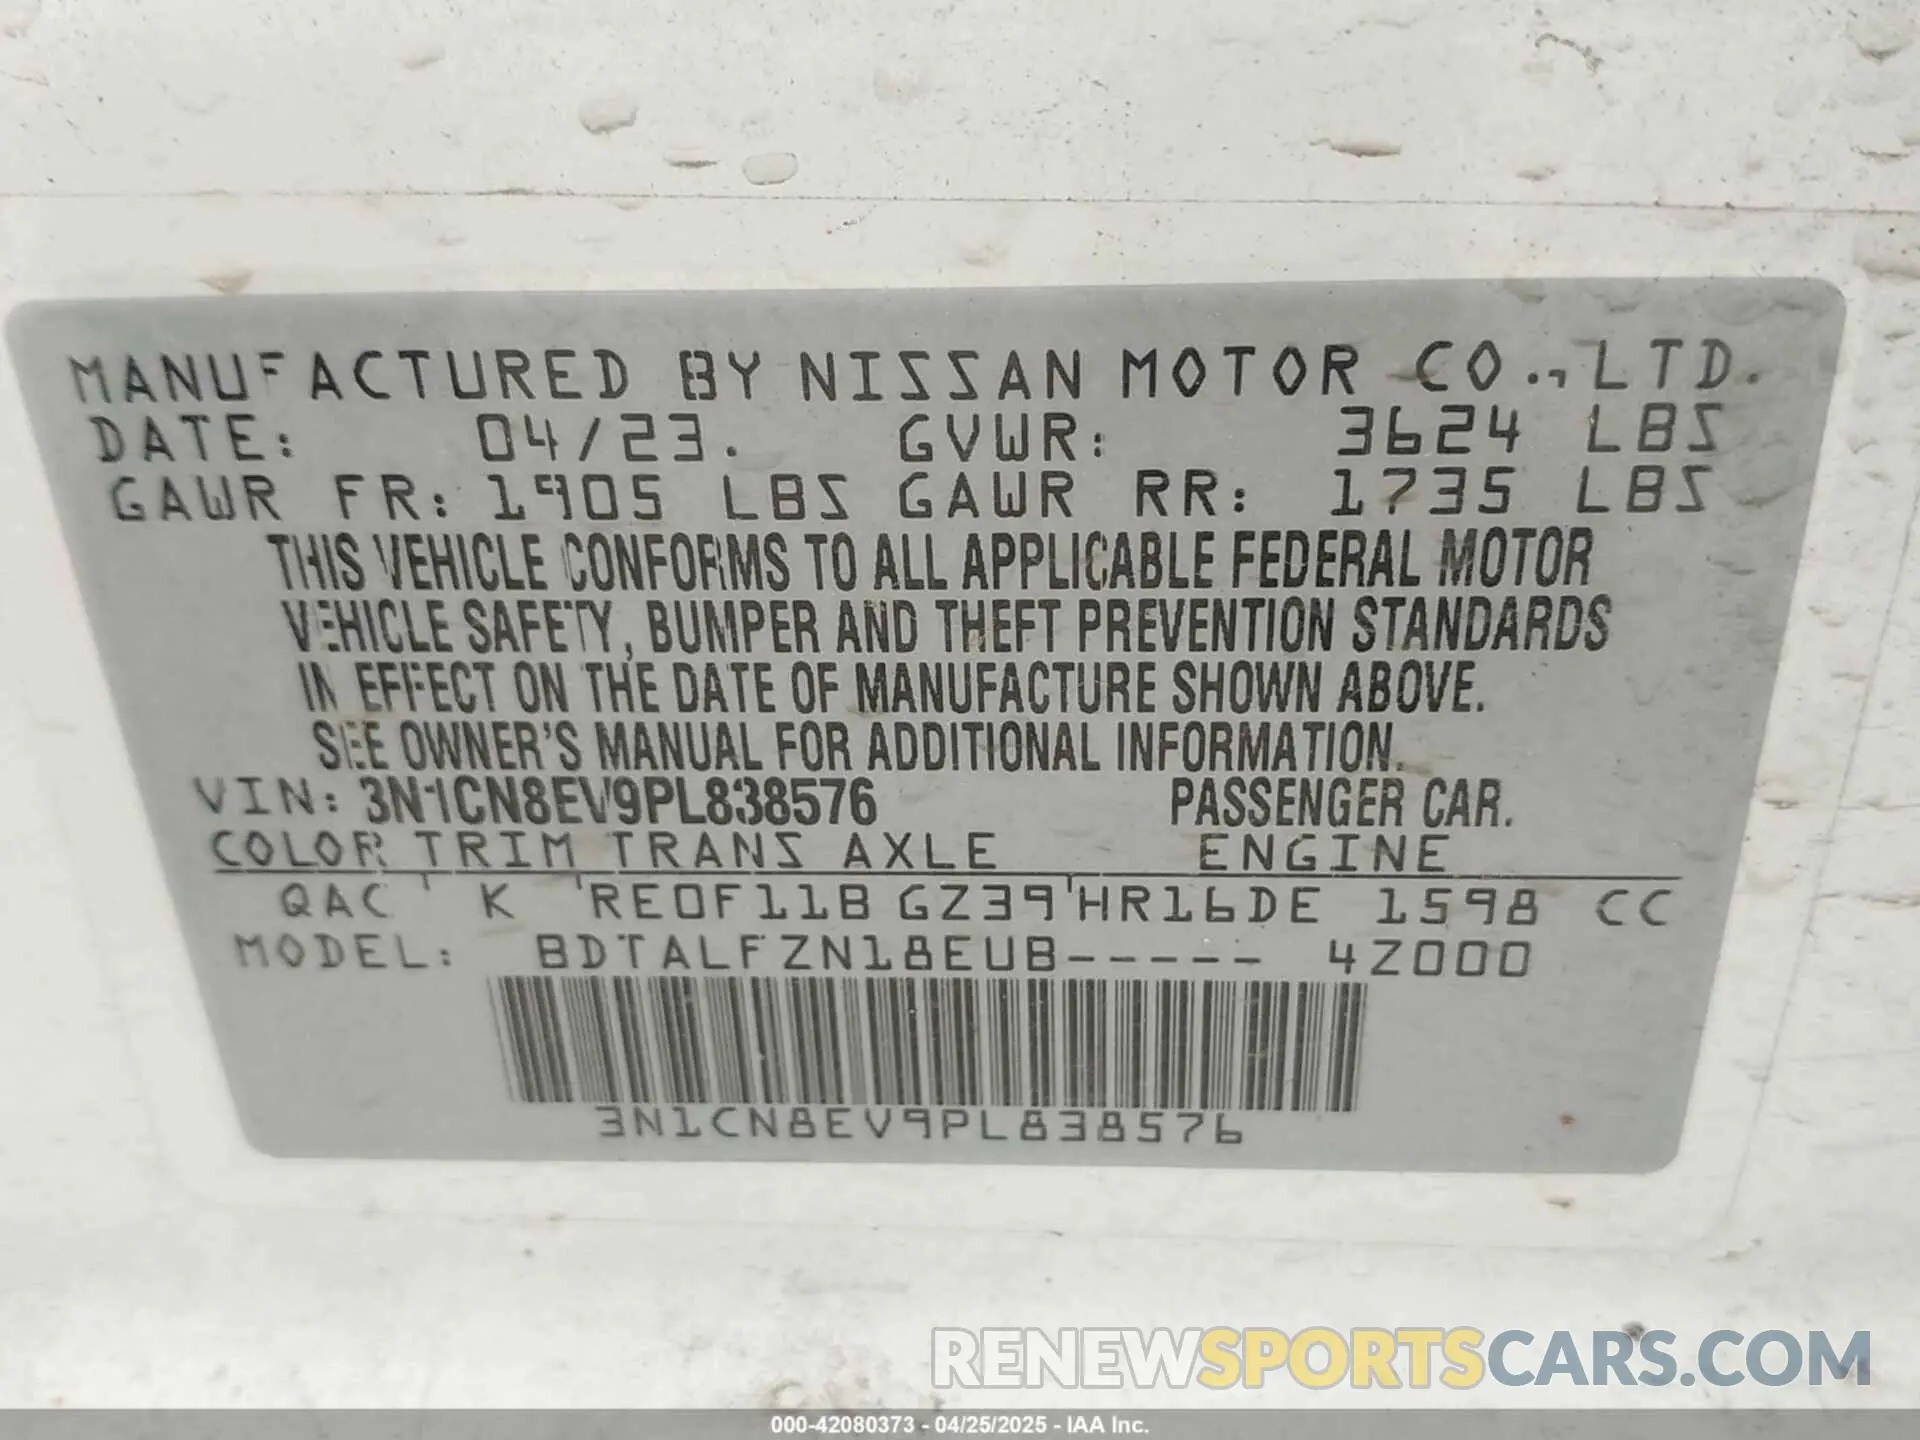 MANUFACTURED BY NISSAN MOTOR CO., LTD.
DATE: 04/23. GVWR: 3624 LBS
GAWR FR: 1905 LBS GAWR RR: 1735 LBS
THIS VEHICLE CONFORMS TO ALL APPLICABLE FEDERAL MOTOR
VEHICLE SAFETY, BUMPER AND THEFT PREVENTION STANDARDS
IN EFFECT ON THE DATE OF MANUFACTURE SHOWN ABOVE.
SEE OWNER'S MANUAL FOR ADDITIONAL INFORMATION.
VIN: 3N1CN8EV9PL838576 PASSENGER CAR.
COLOR TRIM TRANS AXLE ENGINE
QAC K RE0F11B GZ39 HR16DE 1598 CC
MODEL: BDTALFZN18EUB----- 4Z000
3N1CN8EV9PL838576
RENEWSPORTSCARS.COM
000-42080373 - 04/25/2025 - IAA Inc.